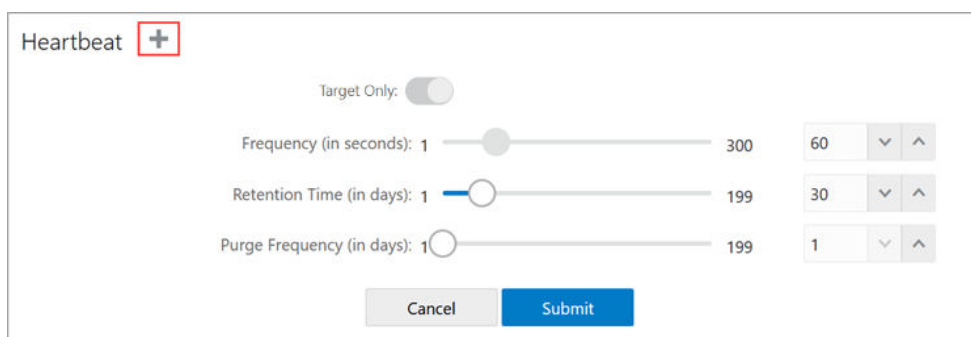 Heartbeat
Target Only:
Frequency (in seconds): 1 300 60
Retention Time (in days): 1 199 30
Purge Frequency (in days): 1 199 1
Cancel Submit